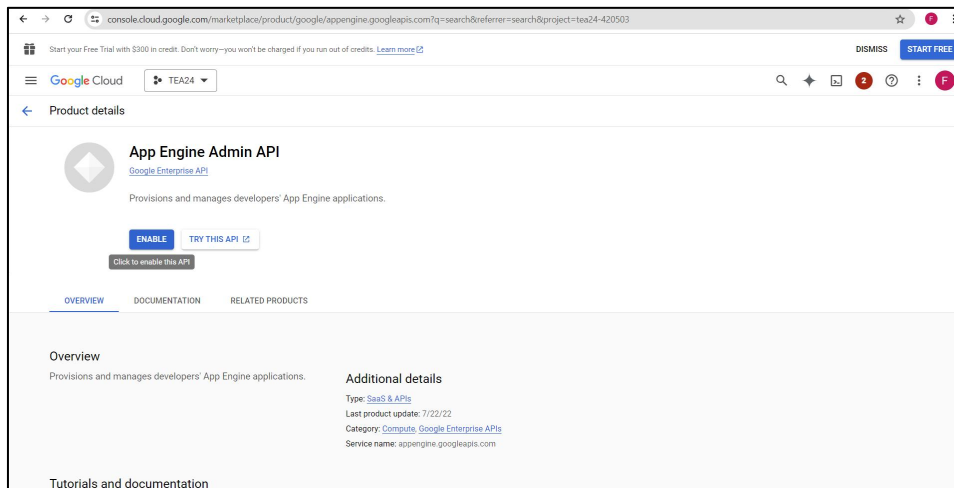 console.cloud.google.com/marketplace/product/google/appengine.googleapis.com?q=search&referrer=search&project=tea24-420503
F
Start your Free Trial with $300 in credit. Don't worry—you won't be charged if you run out of credits. Learn more
DISMISS
START FREE
Google Cloud
TEA24
2
F
Product details
App Engine Admin API
Google Enterprise API
Provisions and manages developers' App Engine applications.
ENABLE
TRY THIS API
Click to enable this API
OVERVIEW
DOCUMENTATION
RELATED PRODUCTS
Overview
Provisions and manages developers' App Engine applications.
Additional details
Type: SaaS & APIs
Last product update: 7/22/22
Category: Compute, Google Enterprise APIs
Service name: appengine.googleapis.com
Tutorials and documentation